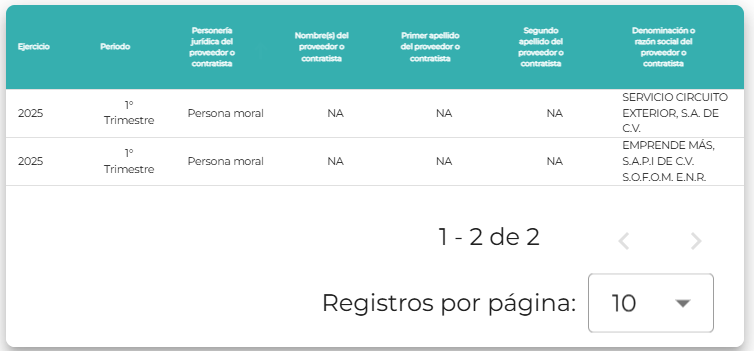 Ejercicio
Periodo
Personería
jurídica del
proveedor o
contratista
Nombre(s) del
proveedor o
contratista
Primer apellido
del proveedor o
contratista
Segundo
apellido del
proveedor o
contratista
Denominación o
razón social del
proveedor o
contratista
2025
1°
Trimestre
Persona moral
NA
NA
NA
SERVICIO CIRCUITO
EXTERIOR, S.A. DE
C.V.
2025
1°
Trimestre
Persona moral
NA
NA
NA
EMPRENDE MÁS,
S.A.P.I DE C.V.
S.O.F.O.M. E.N.R.
1 - 2 de 2
Registros por página:
10